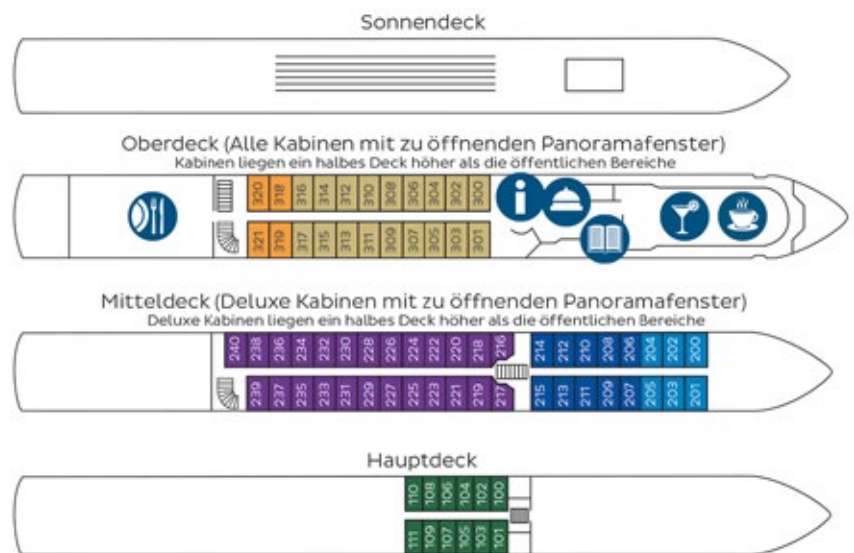 Sonnendeck
Oberdeck (Alle Kabinen mit zu öffnenden Panoramafenster)
Kabinen liegen ein halbes Deck höher als die öffentlichen Bereiche
320 318 316 314 312 310 308 306 304 302 300
321 319 317 315 313 311 309 307 305 303 301
Mitteldeck (Deluxe Kabinen mit zu öffnenden Panoramafenster)
Deluxe Kabinen liegen ein halbes Deck höher als die öffentlichen Bereiche
240 238 236 234 232 230 228 226 224 222 220 218 216 214 212 210 208 206 204 202 200
239 237 235 233 231 229 227 225 223 221 219 217 215 213 211 209 207 205 203 201
Hauptdeck
110 108 106 104 102 100
111 109 107 105 103 101